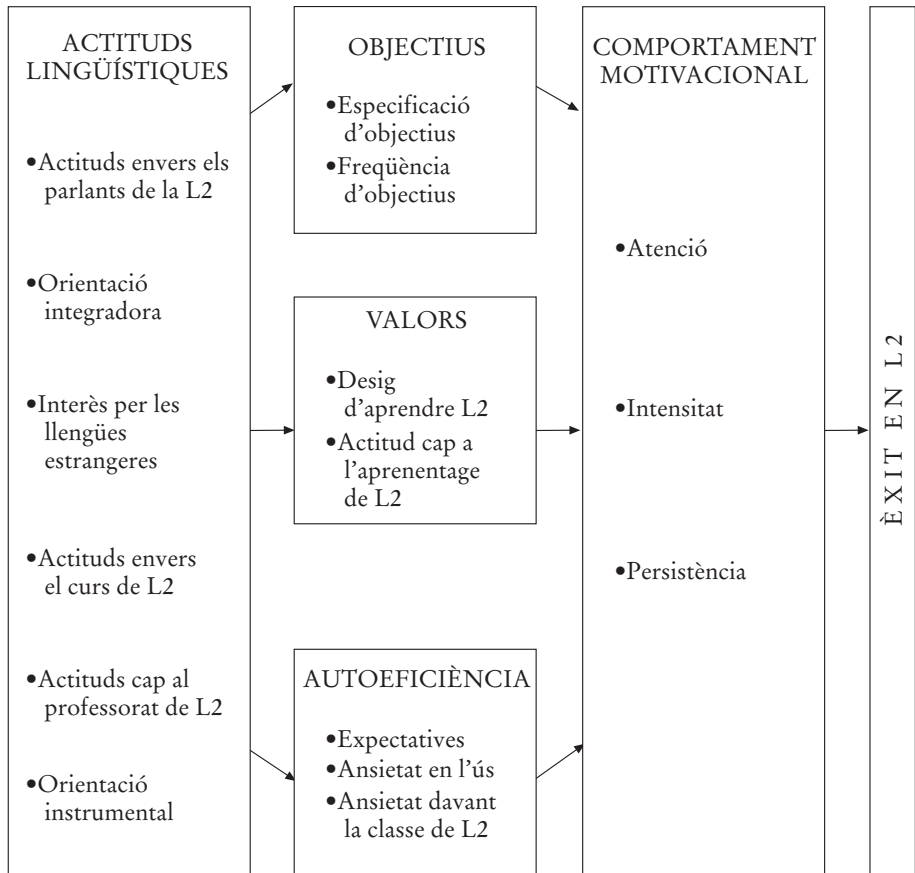 ACTITUDS
LINGÜÍSTIQUES
•Actituds envers els
parlants de la L2
•Orientació
integradora
•Interès per les
llengües
estrangeres
•Actituds envers
el curs de L2
•Actituds cap al
professorat de L2
•Orientació
instrumental
OBJECTIUS
•Especificació
d’objectius
•Freqüència
d’objectius
VALORS
•Desig
d’aprendre L2
•Actitud cap a
l’aprenentage
de L2
AUTOEFICIÈNCIA
•Expectatives
•Ansietat en l’ús
•Ansietat davant
la classe de L2
COMPORTAMENT
MOTIVACIONAL
•Atenció
•Intensitat
•Persistència
ÈXIT EN L2